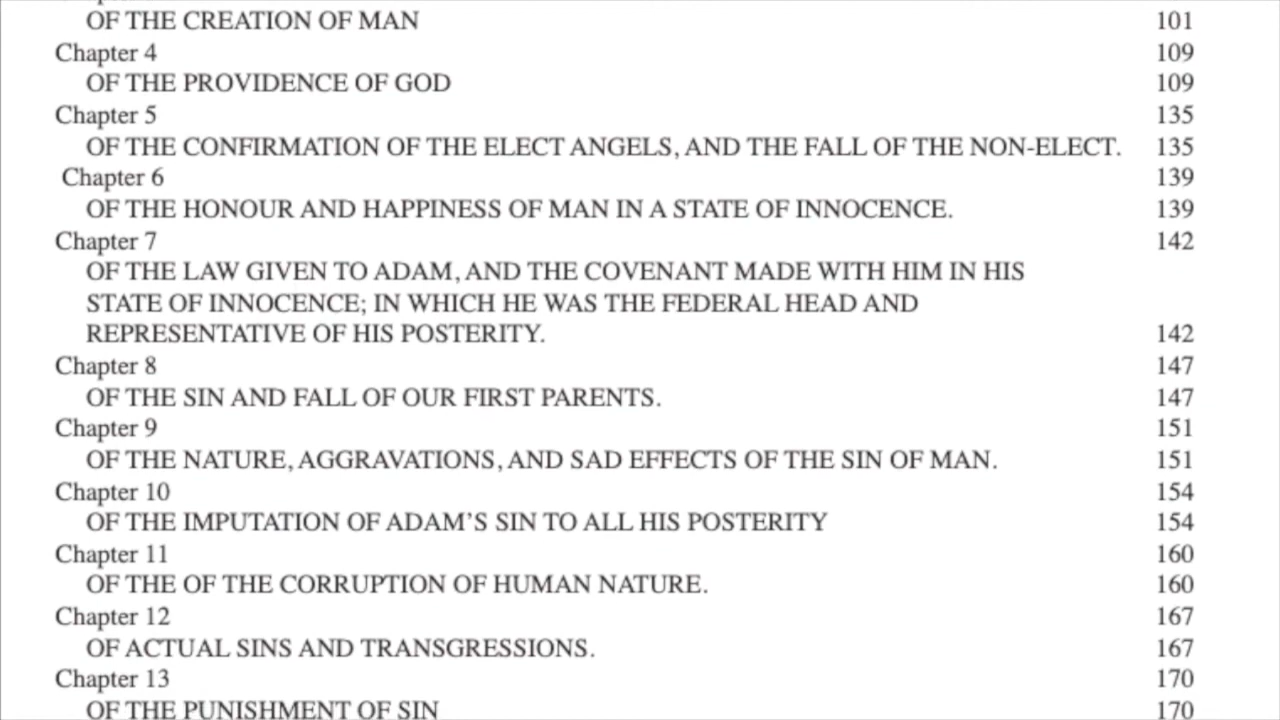 OF THE CREATION OF MAN 101
Chapter 4 109
OF THE PROVIDENCE OF GOD 109
Chapter 5 135
OF THE CONFIRMATION OF THE ELECT ANGELS, AND THE FALL OF THE NON-ELECT. 135
Chapter 6 139
OF THE HONOUR AND HAPPINESS OF MAN IN A STATE OF INNOCENCE. 139
Chapter 7 142
OF THE LAW GIVEN TO ADAM, AND THE COVENANT MADE WITH HIM IN HIS
STATE OF INNOCENCE; IN WHICH HE WAS THE FEDERAL HEAD AND
REPRESENTATIVE OF HIS POSTERITY. 142
Chapter 8 147
OF THE SIN AND FALL OF OUR FIRST PARENTS. 147
Chapter 9 151
OF THE NATURE, AGGRAVATIONS, AND SAD EFFECTS OF THE SIN OF MAN. 151
Chapter 10 154
OF THE IMPUTATION OF ADAM’S SIN TO ALL HIS POSTERITY 154
Chapter 11 160
OF THE OF THE CORRUPTION OF HUMAN NATURE. 160
Chapter 12 167
OF ACTUAL SINS AND TRANSGRESSIONS. 167
Chapter 13 170
OF THE PUNISHMENT OF SIN 170